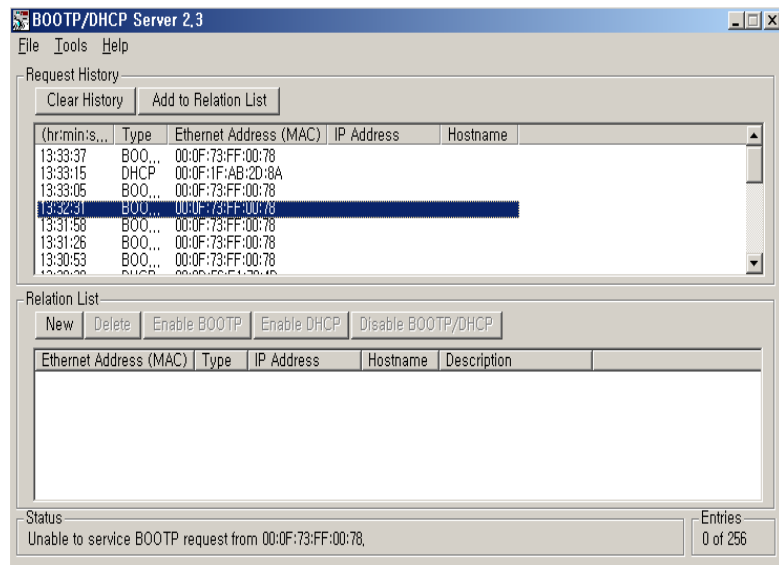 BOOTP/DHCP Server 2,3
File Tools Help
Request History
Clear History Add to Relation List
(hr:min:s,,, Type Ethernet Address (MAC) IP Address Hostname
13:33:37 BOO,,, 00:0F:73:FF:00:78
13:33:15 DHCP 00:0F:1F:AB:2D:8A
13:33:05 BOO,,, 00:0F:73:FF:00:78
13:32:31 BOO,,, 00:0F:73:FF:00:78
13:31:58 BOO,,, 00:0F:73:FF:00:78
13:31:26 BOO,,, 00:0F:73:FF:00:78
13:30:53 BOO,,, 00:0F:73:FF:00:78
DHCP
Relation List
New Delete Enable BOOTP Enable DHCP Disable BOOTP/DHCP
Ethernet Address (MAC) Type IP Address Hostname Description
Status
Unable to service BOOTP request from 00:0F:73:FF:00:78,
Entries
0 of 256